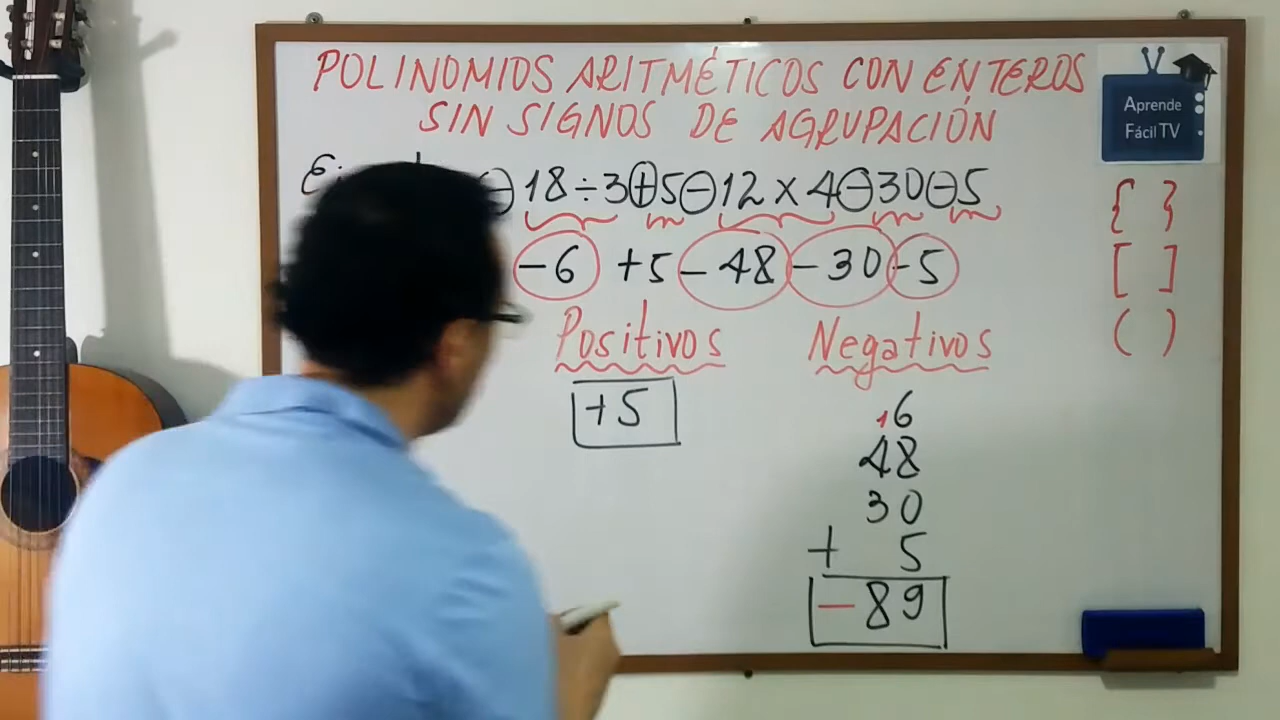 POLINOMIOS ARITMÉTICOS CON ENTEROS
SIN SIGNOS DE AGRUPACIÓN
Aprende
Fácil TV
-18÷3+5-12×4-30-5
-6 +5-48-30-5
{ }
[ ]
( )
Positivos
+5
Negativos
1
6
48
30
+ 5
-89